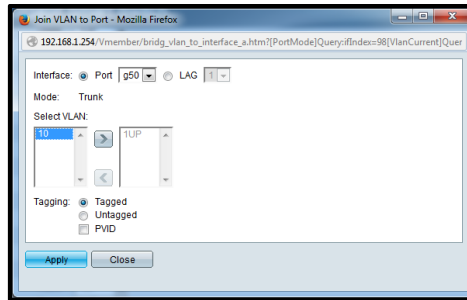 Join VLAN to Port - Mozilla Firefox
192.168.1.254/Vmember/bridg_vlan_to_interface_a.htm?[PortMode]Query:ifIndex=98[VlanCurrent]Quer
Interface: Port g50 LAG 1
Mode: Trunk
Select VLAN:
10 1UP
Tagging: Tagged
Untagged
PVID
Apply Close